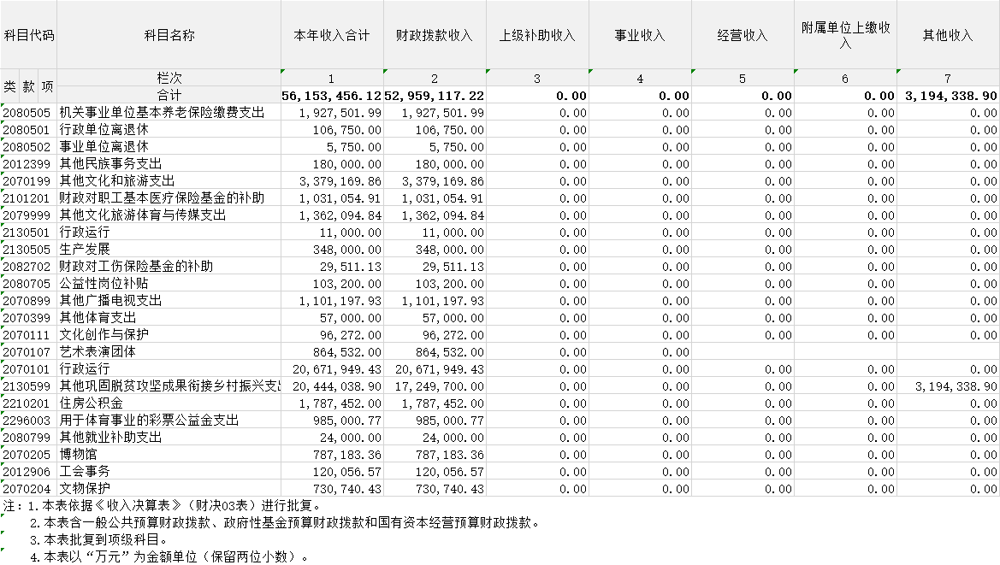 科目代码 科目名称 本年收入合计 财政拨款收入 上级补助收入 事业收入 经营收入 附属单位上缴收入 其他收入
类 款 项 栏次 1 2 3 4 5 6 7
合计 56,153,456.12 52,959,117.22 0.00 0.00 0.00 0.00 3,194,338.90
2080505 机关事业单位基本养老保险缴费支出 1,927,501.99 1,927,501.99 0.00 0.00 0.00 0.00 0.00
2080501 行政单位离退休 106,750.00 106,750.00 0.00 0.00 0.00 0.00 0.00
2080502 事业单位离退休 5,750.00 5,750.00 0.00 0.00 0.00 0.00 0.00
2012399 其他民族事务支出 180,000.00 180,000.00 0.00 0.00 0.00 0.00 0.00
2070199 其他文化和旅游支出 3,379,169.86 3,379,169.86 0.00 0.00 0.00 0.00 0.00
2101201 财政对职工基本医疗保险基金的补助 1,031,054.91 1,031,054.91 0.00 0.00 0.00 0.00 0.00
2079999 其他文化旅游体育与传媒支出 1,362,094.84 1,362,094.84 0.00 0.00 0.00 0.00 0.00
2130501 行政运行 11,000.00 11,000.00 0.00 0.00 0.00 0.00 0.00
2130505 生产发展 348,000.00 348,000.00 0.00 0.00 0.00 0.00 0.00
2082702 财政对工伤保险基金的补助 29,511.13 29,511.13 0.00 0.00 0.00 0.00 0.00
2080705 公益性岗位补贴 103,200.00 103,200.00 0.00 0.00 0.00 0.00 0.00
2070899 其他广播电视支出 1,101,197.93 1,101,197.93 0.00 0.00 0.00 0.00 0.00
2070399 其他体育支出 57,000.00 57,000.00 0.00 0.00 0.00 0.00 0.00
2070111 文化创作与保护 96,272.00 96,272.00 0.00 0.00 0.00 0.00 0.00
2070107 艺术表演团体 864,532.00 864,532.00 0.00 0.00
2070101 行政运行 20,671,949.43 20,671,949.43 0.00 0.00 0.00 0.00 0.00
2130599 其他巩固脱贫攻坚成果衔接乡村振兴支出 20,444,038.90 17,249,700.00 0.00 0.00 0.00 0.00 3,194,338.90
2210201 住房公积金 1,787,452.00 1,787,452.00 0.00 0.00 0.00 0.00 0.00
2296003 用于体育事业的彩票公益金支出 985,000.77 985,000.77 0.00 0.00 0.00 0.00 0.00
2080799 其他就业补助支出 24,000.00 24,000.00 0.00 0.00 0.00 0.00 0.00
2070205 博物馆 787,183.36 787,183.36 0.00 0.00 0.00 0.00 0.00
2012906 工会事务 120,056.57 120,056.57 0.00 0.00 0.00 0.00 0.00
2070204 文物保护 730,740.43 730,740.43 0.00 0.00 0.00 0.00 0.00
注：1.本表依据《收入决算表》（财决03表）进行批复。
2.本表含一般公共预算财政拨款、政府性基金预算财政拨款和国有资本经营预算财政拨款。
3.本表批复到项级科目。
4.本表以“万元”为金额单位（保留两位小数）。